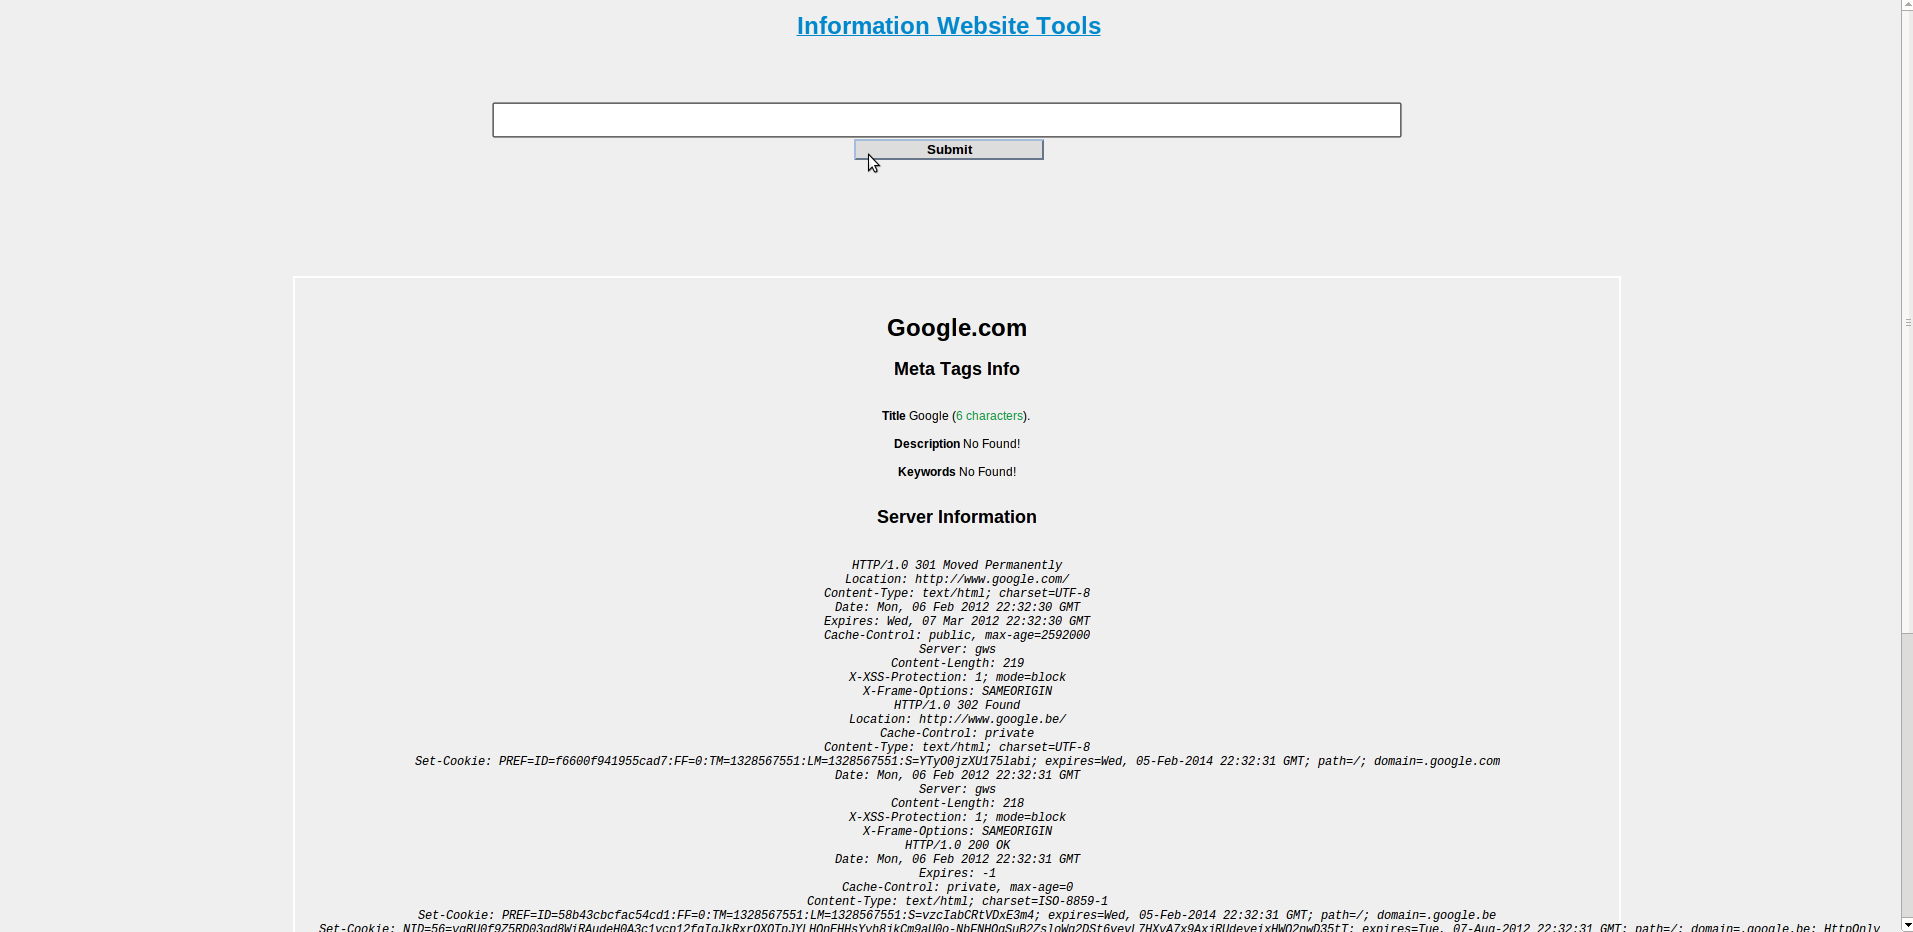 Information Website Tools
Submit
Google.com
Meta Tags Info
Title Google (6 characters).
Description No Found!
Keywords No Found!
Server Information
HTTP/1.0 301 Moved Permanently
Location: http://www.google.com/
Content-Type: text/html; charset=UTF-8
Date: Mon, 06 Feb 2012 22:32:30 GMT
Expires: Wed, 07 Mar 2012 22:32:30 GMT
Cache-Control: public, max-age=2592000
Server: gws
Content-Length: 219
X-XSS-Protection: 1; mode=block
X-Frame-Options: SAMEORIGIN
HTTP/1.0 302 Found
Location: http://www.google.be/
Cache-Control: private
Content-Type: text/html; charset=UTF-8
Set-Cookie: PREF=ID=f6600f941955cad7:FF=0:TM=1328567551:LM=1328567551:S=YTyO0jzXU175labi; expires=Wed, 05-Feb-2014 22:32:31 GMT; path=/; domain=.google.com
Date: Mon, 06 Feb 2012 22:32:31 GMT
Server: gws
Content-Length: 218
X-XSS-Protection: 1; mode=block
X-Frame-Options: SAMEORIGIN
HTTP/1.0 200 OK
Date: Mon, 06 Feb 2012 22:32:31 GMT
Expires: -1
Cache-Control: private, max-age=0
Content-Type: text/html; charset=ISO-8859-1
Set-Cookie: PREF=ID=58b43cbcfac54cd1:FF=0:TM=1328567551:LM=1328567551:S=vzcIabCRtVDxE3m4; expires=Wed, 05-Feb-2014 22:32:31 GMT; path=/; domain=.google.be
Set-Cookie: expires=Tue, 07-Aug-2012 22:32:31 GMT; path=/; domain=.google.be; HttpOnly